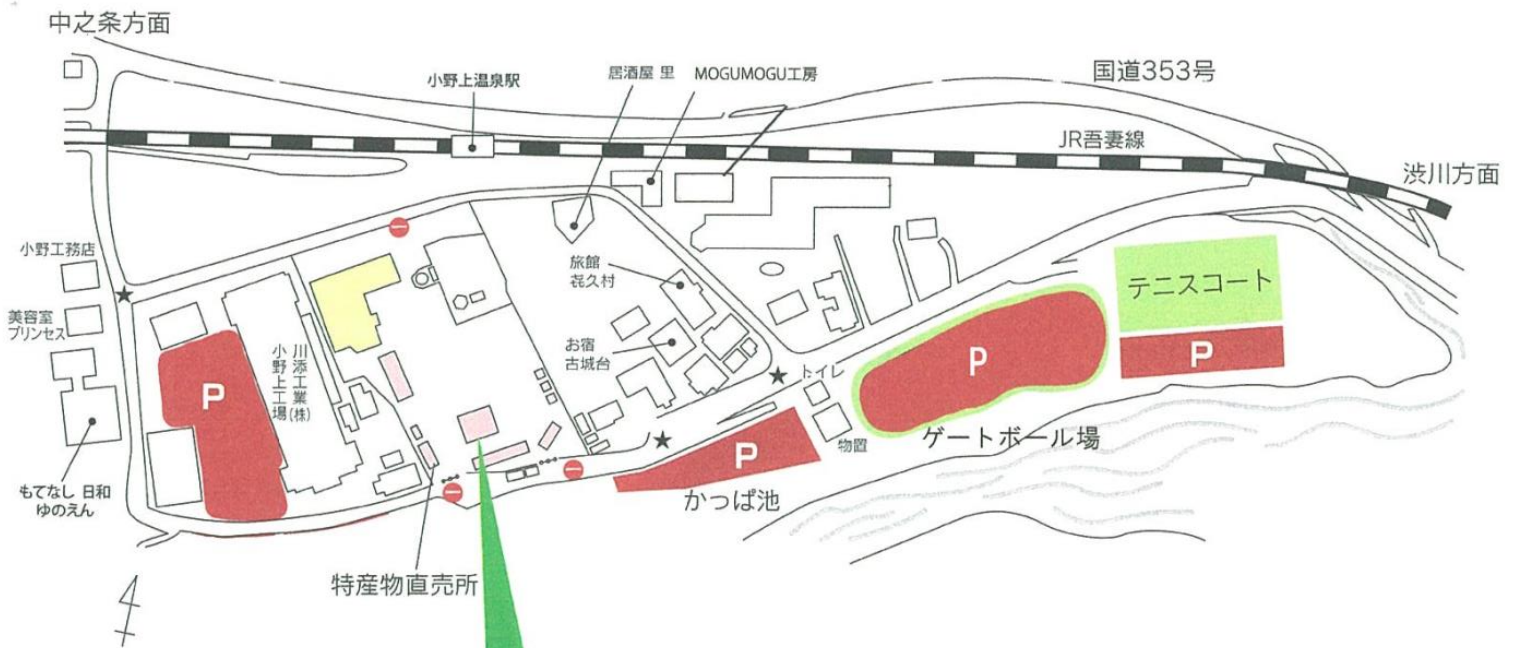 中之条方面
小野上温泉駅
居酒屋 里
MOGUMOGU工房
国道353号
JR吾妻線
渋川方面
小野工務店
美容室
プリンセス
旅館
㐂久村
お宿
古城台
テニスコート
P
川添工業㈱
小野上工場
P
トイレ
P
物置
ゲートボール場
P
かっぱ池
もてなし 日和
ゆのえん
特産物直売所